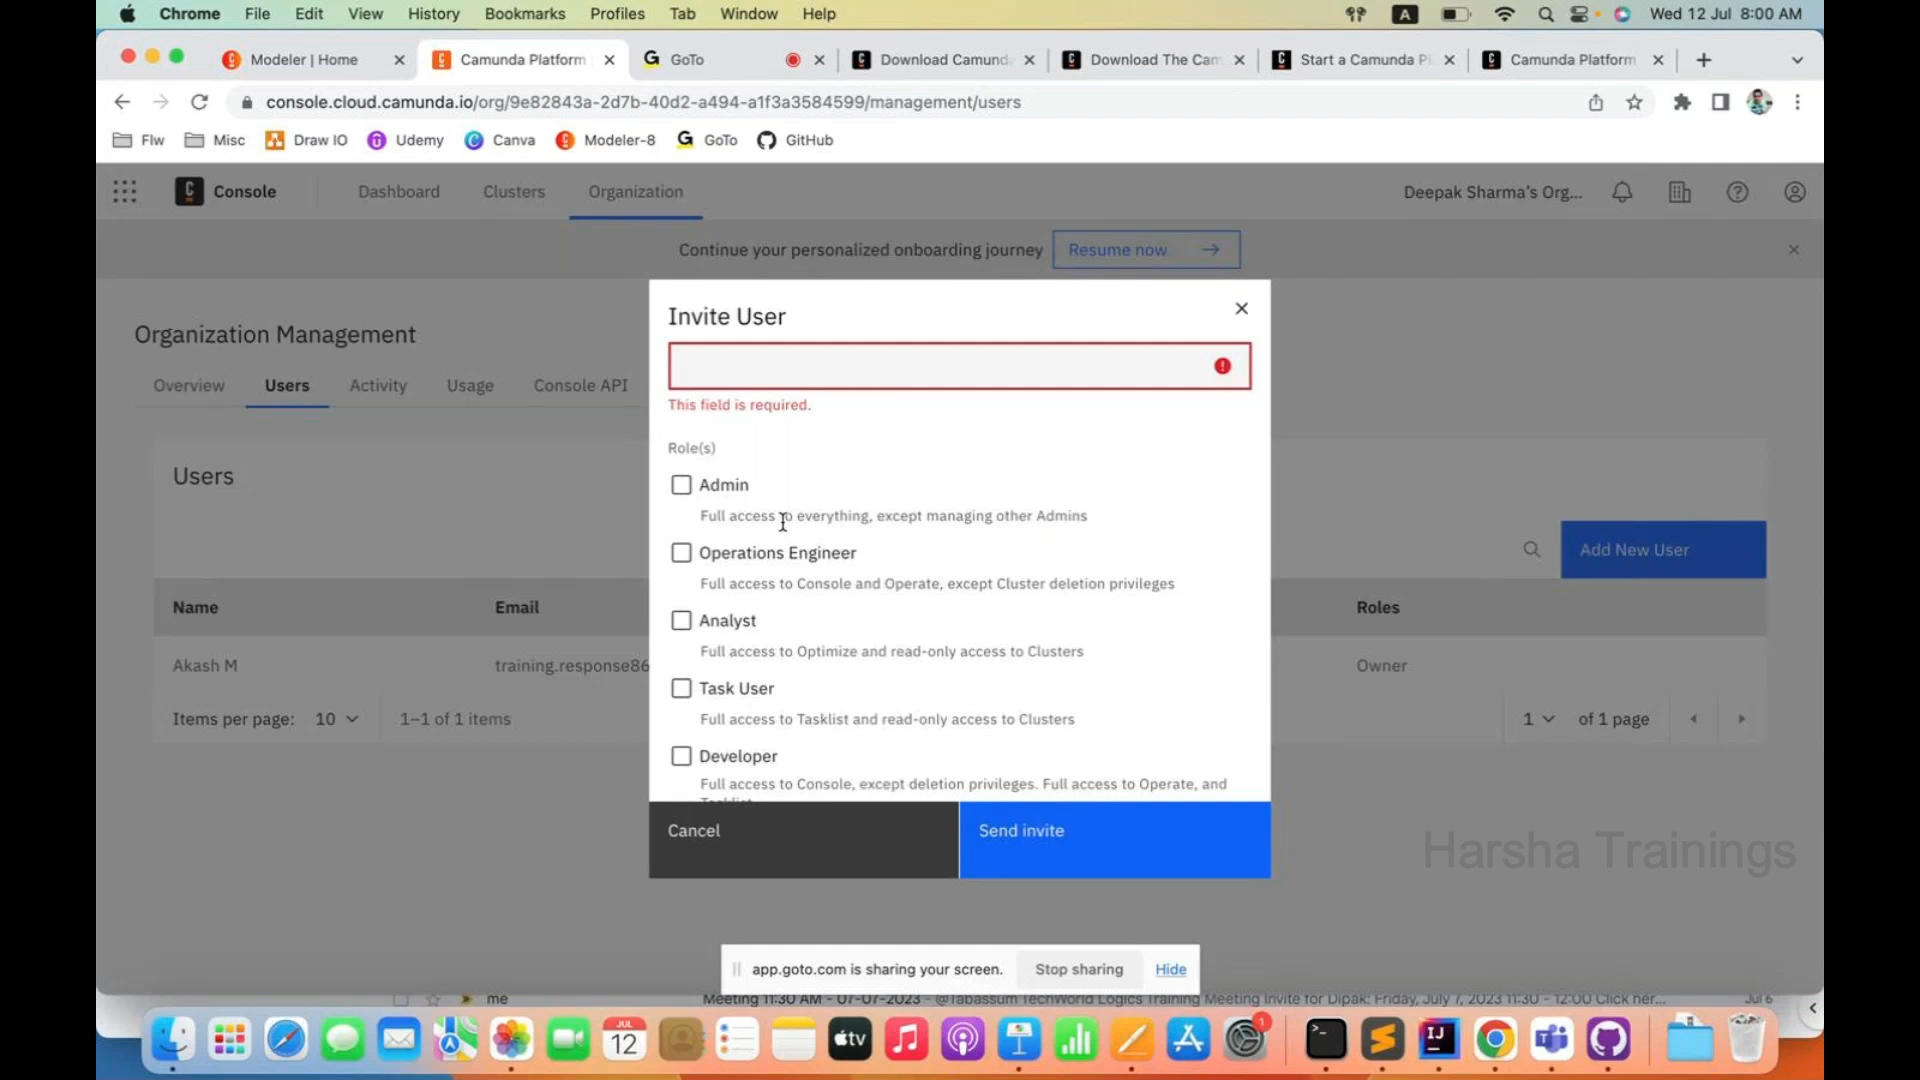 Chrome File Edit View History Bookmarks Profiles Tab Window Help A Wed 12 Jul 8:00 AM
Modeler | Home Camunda Platform GoTo Download Camund Download The Cam Start a Camunda Pl Camunda Platform
console.cloud.camunda.io/org/9e82843a-2d7b-40d2-a494-a1f3a3584599/management/users
Flw Misc Draw IO Udemy Canva Modeler-8 GoTo GitHub
Console Dashboard Clusters Organization Deepak Sharma's Org...
Continue your personalized onboarding journey Resume now
Organization Management
Overview Users Activity Usage Console API
Users
Add New User
Name Email Roles
Akash M training.response86 Owner
Items per page: 10 1–1 of 1 items 1 of 1 page
Invite User
This field is required.
Role(s)
Admin
Full access to everything, except managing other Admins
Operations Engineer
Full access to Console and Operate, except Cluster deletion privileges
Analyst
Full access to Optimize and read-only access to Clusters
Task User
Full access to Tasklist and read-only access to Clusters
Developer
Full access to Console, except deletion privileges. Full access to Operate, and
Tasklist
Cancel Send invite
Harsha Trainings
app.goto.com is sharing your screen. Stop sharing Hide
me Meeting 11:30 AM - 07-07-2023 - @Tabassum TechWorld Logics Training Meeting Invite for Dipak: Friday, July 7, 2023 11:30 - 12:00 Click her... Jul 6
JUL
12
tv
1
IJ